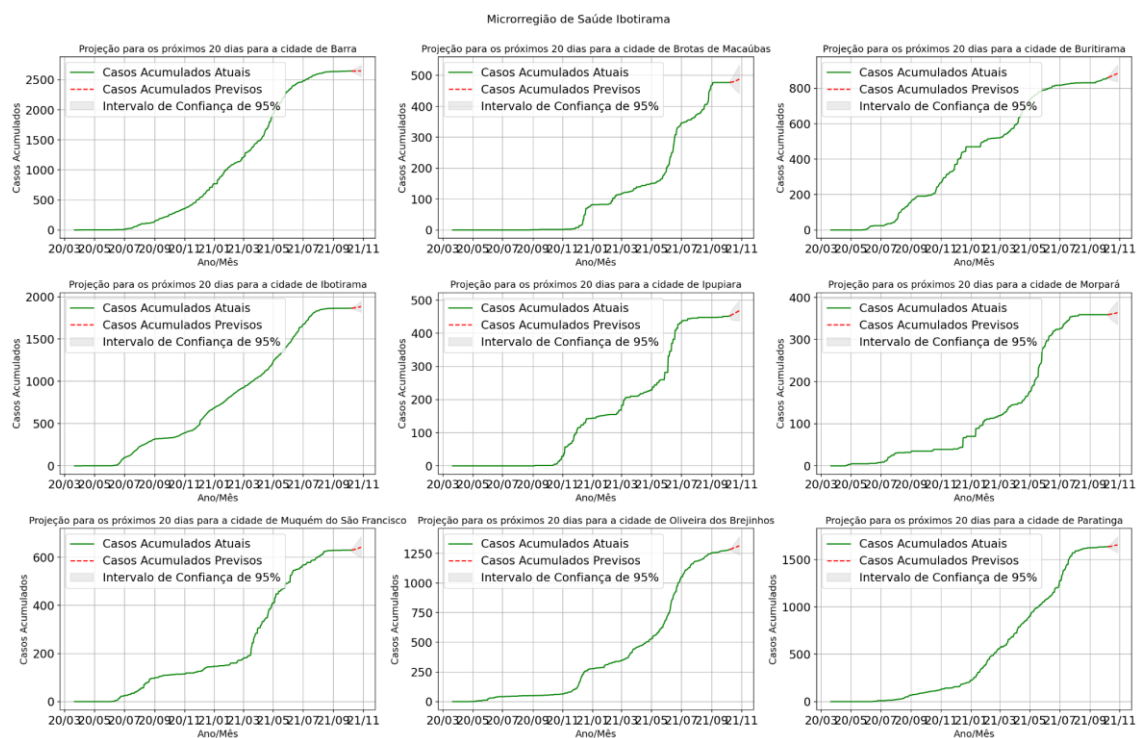 Microrregião de Saúde Ibotirama
Projeção para os próximos 20 dias para a cidade de Barra
Casos Acumulados
2500
2000
1500
1000
500
0
Casos Acumulados Atuais
Casos Acumulados Previsos
Intervalo de Confiança de 95%
20/03 20/05 20/07 20/09 20/11 21/01 21/03 21/05 21/07 21/09 21/11
Ano/Mês
Projeção para os próximos 20 dias para a cidade de Brotas de Macaúbas
Casos Acumulados
500
400
300
200
100
0
Casos Acumulados Atuais
Casos Acumulados Previsos
Intervalo de Confiança de 95%
20/03 20/05 20/07 20/09 20/11 21/01 21/03 21/05 21/07 21/09 21/11
Ano/Mês
Projeção para os próximos 20 dias para a cidade de Buritirama
Casos Acumulados
800
600
400
200
0
Casos Acumulados Atuais
Casos Acumulados Previsos
Intervalo de Confiança de 95%
20/03 20/05 20/07 20/09 20/11 21/01 21/03 21/05 21/07 21/09 21/11
Ano/Mês
Projeção para os próximos 20 dias para a cidade de Ibotirama
Casos Acumulados
2000
1500
1000
500
0
Casos Acumulados Atuais
Casos Acumulados Previsos
Intervalo de Confiança de 95%
20/03 20/05 20/07 20/09 20/11 21/01 21/03 21/05 21/07 21/09 21/11
Ano/Mês
Projeção para os próximos 20 dias para a cidade de Ipupiara
Casos Acumulados
500
400
300
200
100
0
Casos Acumulados Atuais
Casos Acumulados Previsos
Intervalo de Confiança de 95%
20/03 20/05 20/07 20/09 20/11 21/01 21/03 21/05 21/07 21/09 21/11
Ano/Mês
Projeção para os próximos 20 dias para a cidade de Morpará
Casos Acumulados
400
300
200
100
0
Casos Acumulados Atuais
Casos Acumulados Previsos
Intervalo de Confiança de 95%
20/03 20/05 20/07 20/09 20/11 21/01 21/03 21/05 21/07 21/09 21/11
Ano/Mês
Projeção para os próximos 20 dias para a cidade de Muquém do São Francisco
Casos Acumulados
600
400
200
0
Casos Acumulados Atuais
Casos Acumulados Previsos
Intervalo de Confiança de 95%
20/03 20/05 20/07 20/09 20/11 21/01 21/03 21/05 21/07 21/09 21/11
Ano/Mês
Projeção para os próximos 20 dias para a cidade de Oliveira dos Brejinhos
Casos Acumulados
1250
1000
750
500
250
0
Casos Acumulados Atuais
Casos Acumulados Previsos
Intervalo de Confiança de 95%
20/03 20/05 20/07 20/09 20/11 21/01 21/03 21/05 21/07 21/09 21/11
Ano/Mês
Projeção para os próximos 20 dias para a cidade de Paratinga
Casos Acumulados
1500
1000
500
0
Casos Acumulados Atuais
Casos Acumulados Previsos
Intervalo de Confiança de 95%
20/03 20/05 20/07 20/09 20/11 21/01 21/03 21/05 21/07 21/09 21/11
Ano/Mês